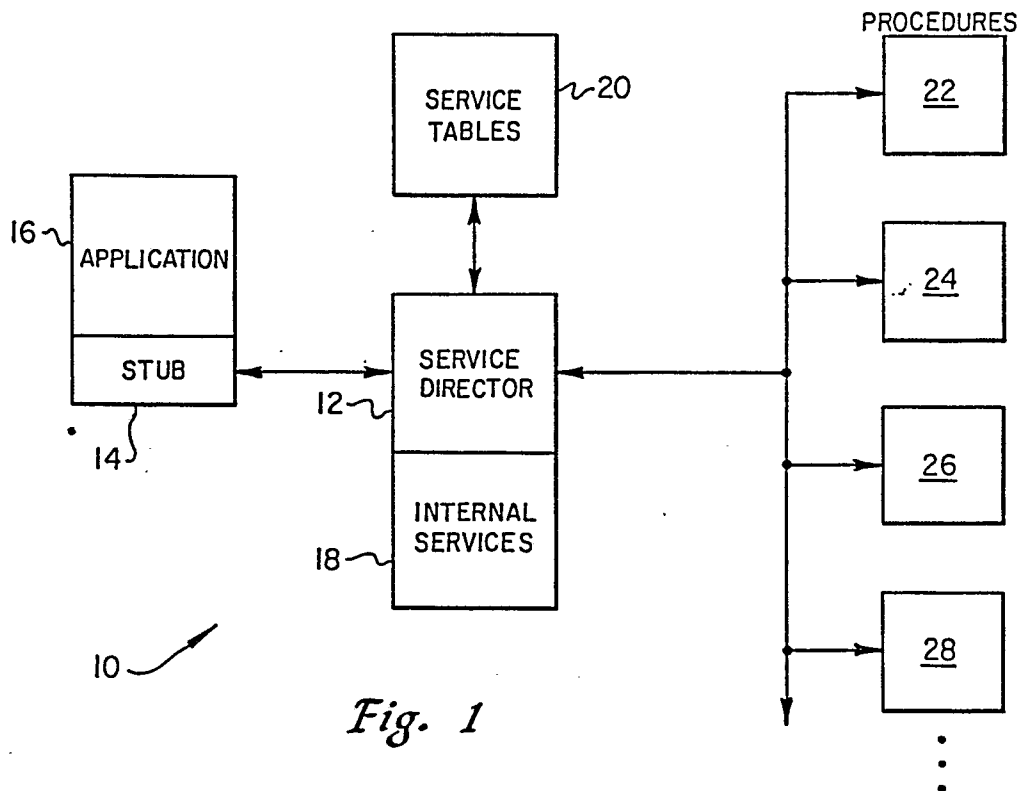 PROCEDURES
SERVICE
TABLES
20
22
16
APPLICATION
STUB
14
24
SERVICE
DIRECTOR
12
INTERNAL
SERVICES
18
26
28
10
Fig. 1